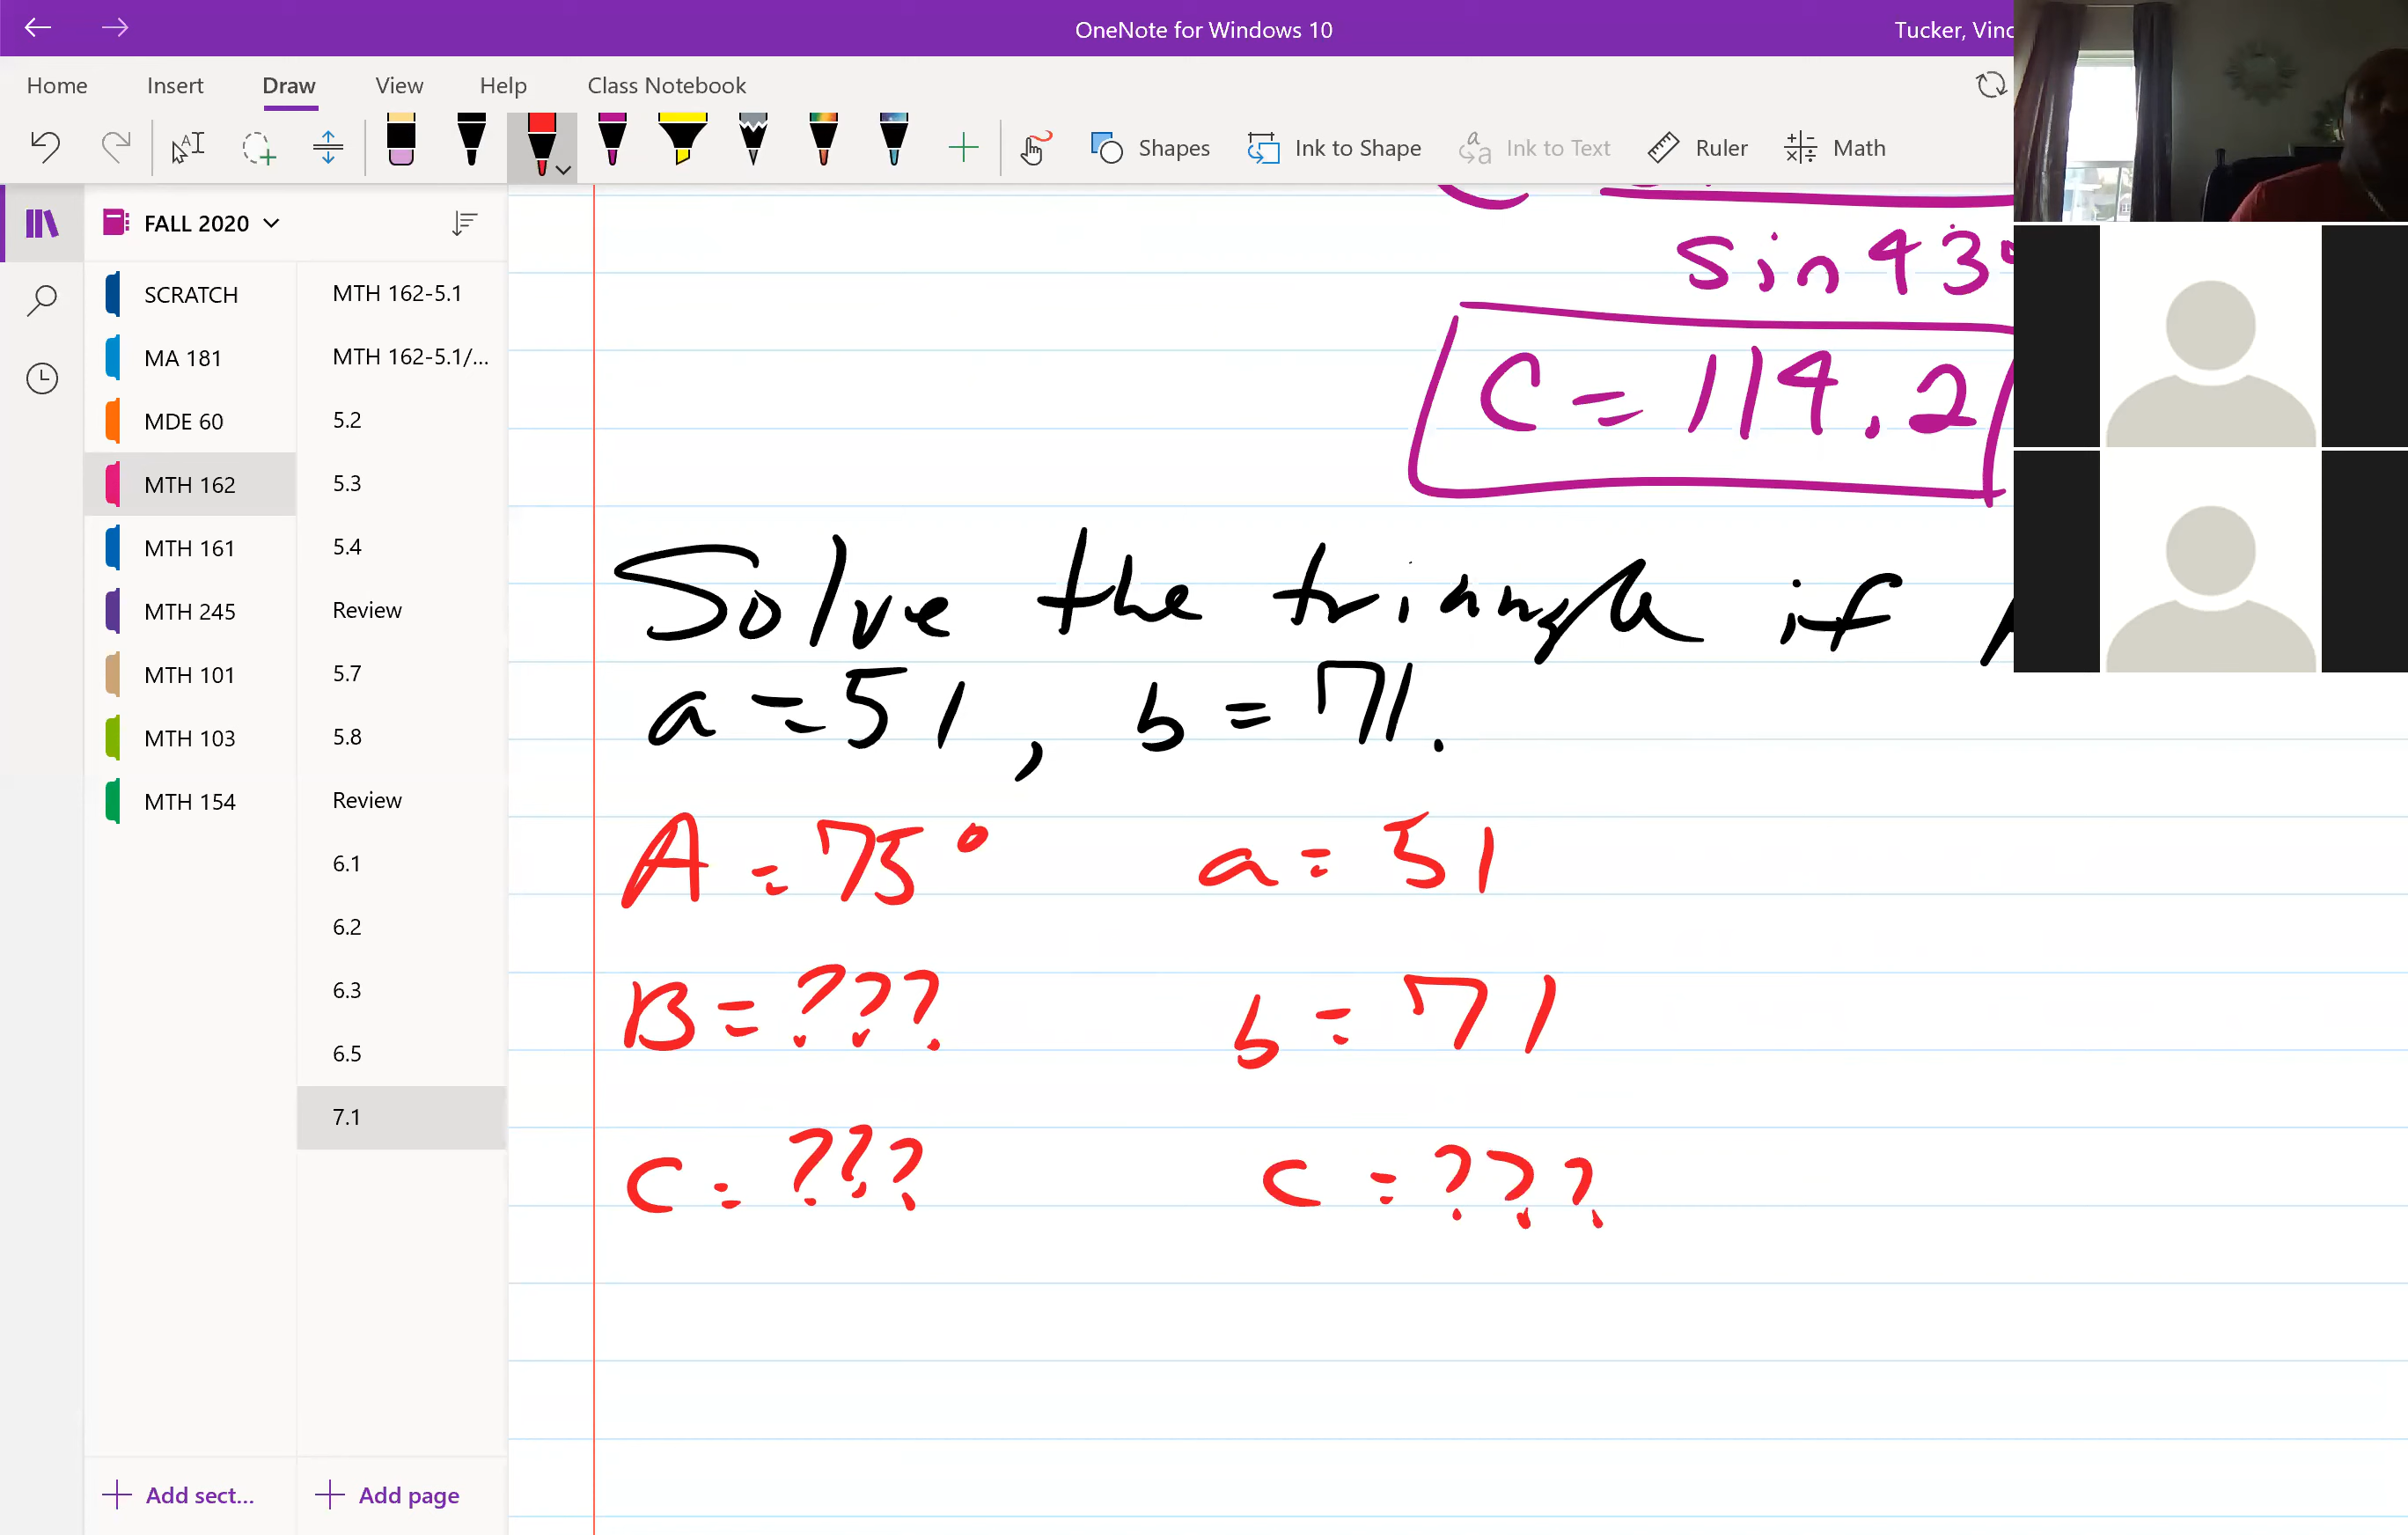 OneNote for Windows 10
Tucker, Vinc
Home Insert Draw View Help Class Notebook
Shapes Ink to Shape Ink to Text Ruler Math
FALL 2020
SCRATCH
MA 181
MDE 60
MTH 162
MTH 161
MTH 245
MTH 101
MTH 103
MTH 154
Add sect...
MTH 162-5.1
MTH 162-5.1/...
5.2
5.3
5.4
Review
5.7
5.8
Review
6.1
6.2
6.3
6.5
7.1
Add page
sin 43°
C = 114.2
Solve the triangle if
a = 51, b = 71.
A = 75° a = 51
B = ??? b = 71
C = ??? c = ???